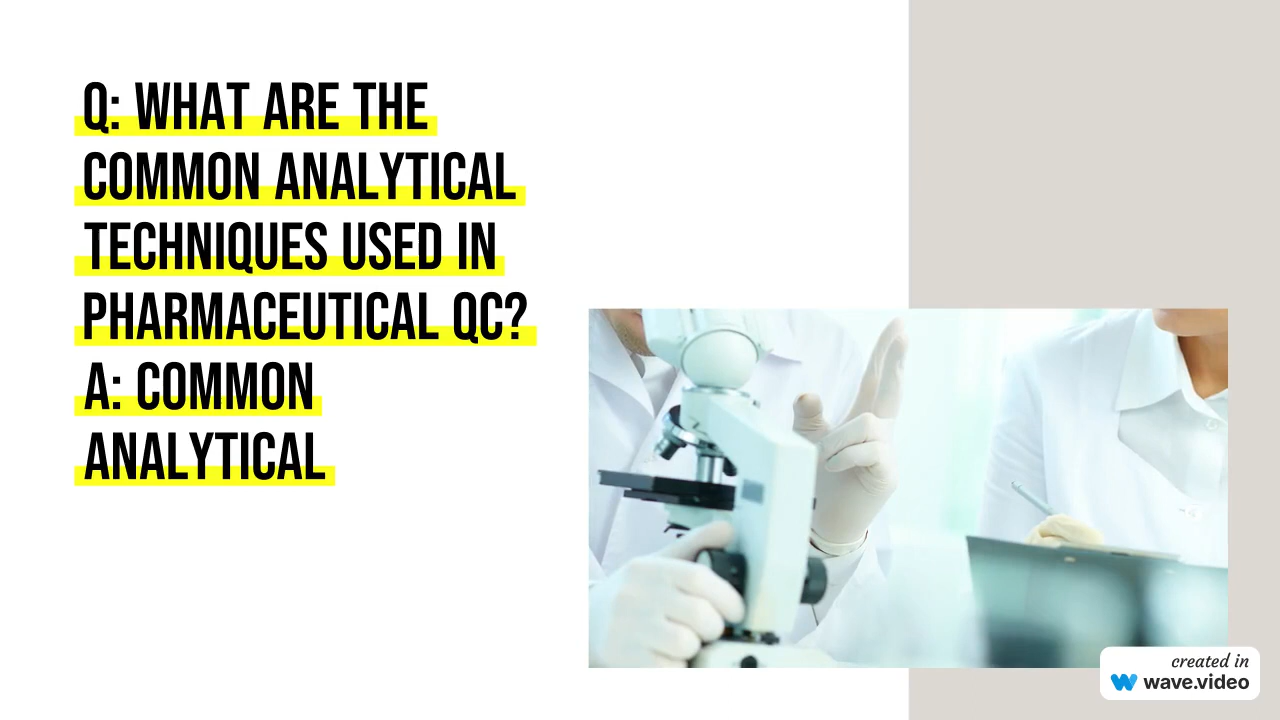 Q: WHAT ARE THE
COMMON ANALYTICAL
TECHNIQUES USED IN
PHARMACEUTICAL QC?
A: COMMON
ANALYTICAL
created in
wave.video